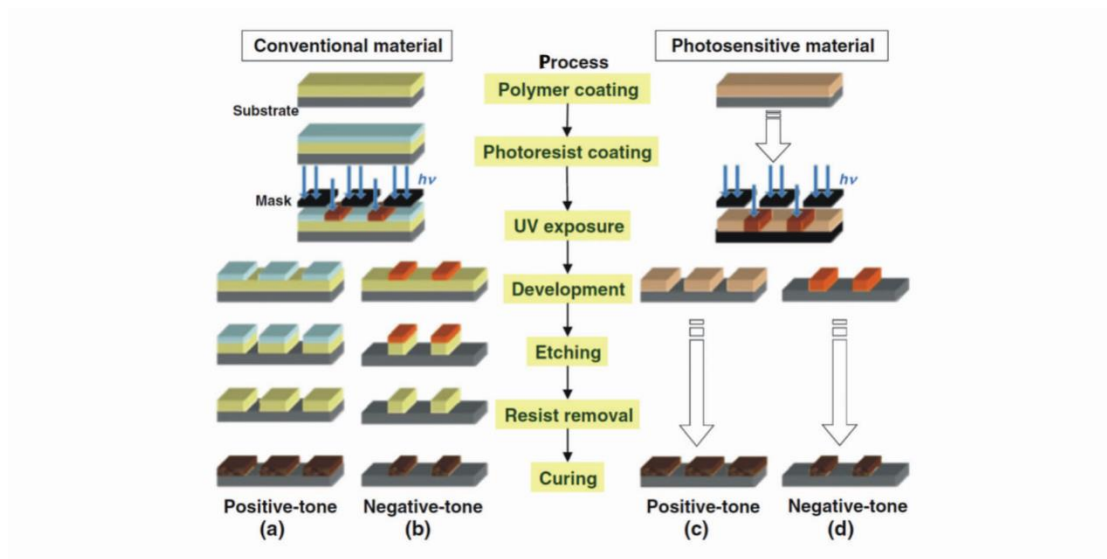 Conventional material
Process
Photosensitive material
Polymer coating
Substrate
Photoresist coating
hν
hν
Mask
UV exposure
Development
Etching
Resist removal
Curing
Positive-tone
Negative-tone
Positive-tone
Negative-tone
(a)
(b)
(c)
(d)